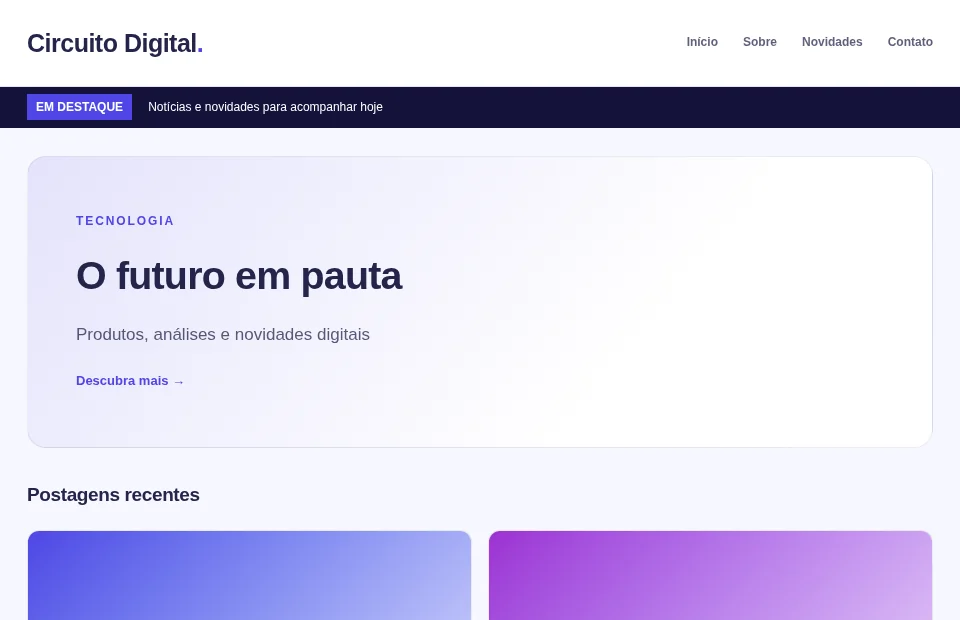 Circuito Digital.
Início Sobre Novidades Contato
EM DESTAQUE Notícias e novidades para acompanhar hoje
TECNOLOGIA
O futuro em pauta
Produtos, análises e novidades digitais
Descubra mais →
Postagens recentes